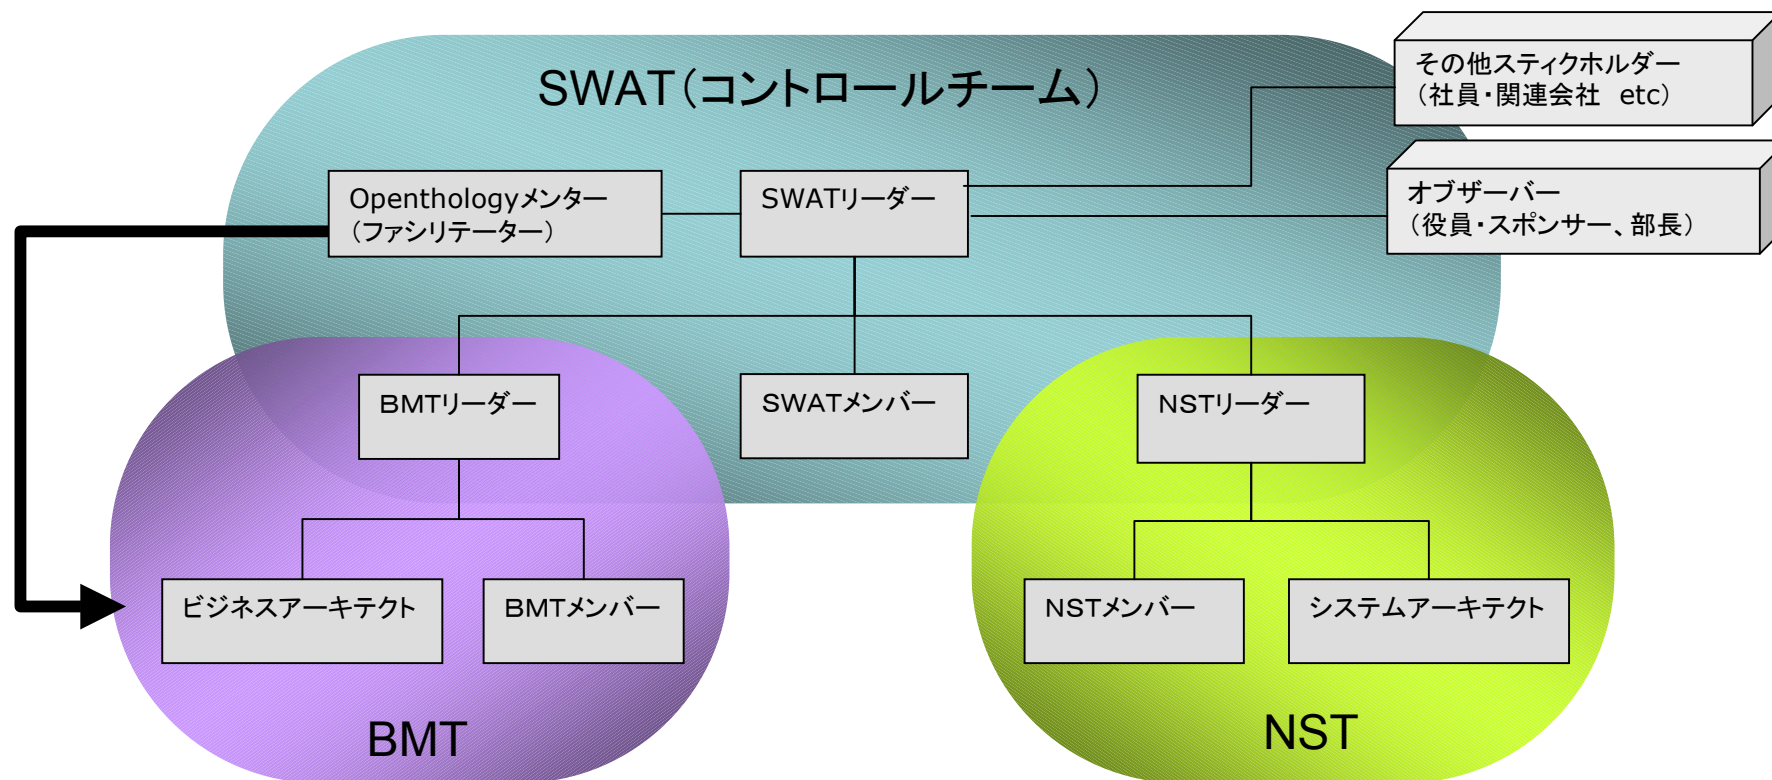 SWAT（コントロールチーム）
その他スティクホルダー
（社員・関連会社　etc）
Openthologyメンター
（ファシリテーター）
SWATリーダー
オブザーバー
（役員・スポンサー、部長）
ＢＭＴリーダー
ＳＷＡＴメンバー
ＮＳＴリーダー
ビジネスアーキテクト
ＢＭＴメンバー
ＮＳＴメンバー
システムアーキテクト
BMT
NST